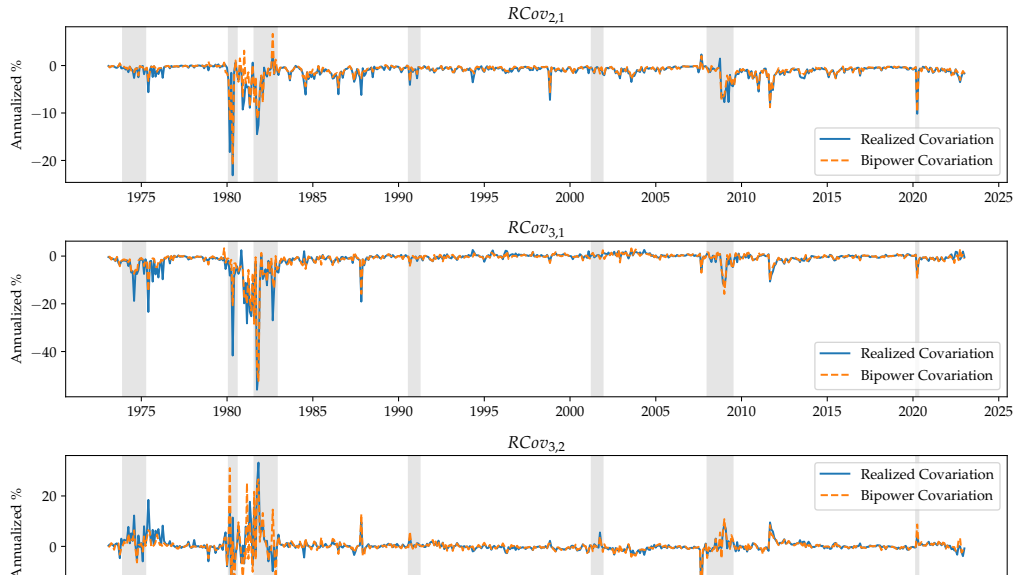 RCov2,1
Annualized %
0
−10
−20
Realized Covariation
Bipower Covariation
1975 1980 1985 1990 1995 2000 2005 2010 2015 2020 2025
RCov3,1
Annualized %
0
−20
−40
Realized Covariation
Bipower Covariation
1975 1980 1985 1990 1995 2000 2005 2010 2015 2020 2025
RCov3,2
Annualized %
20
0
Realized Covariation
Bipower Covariation